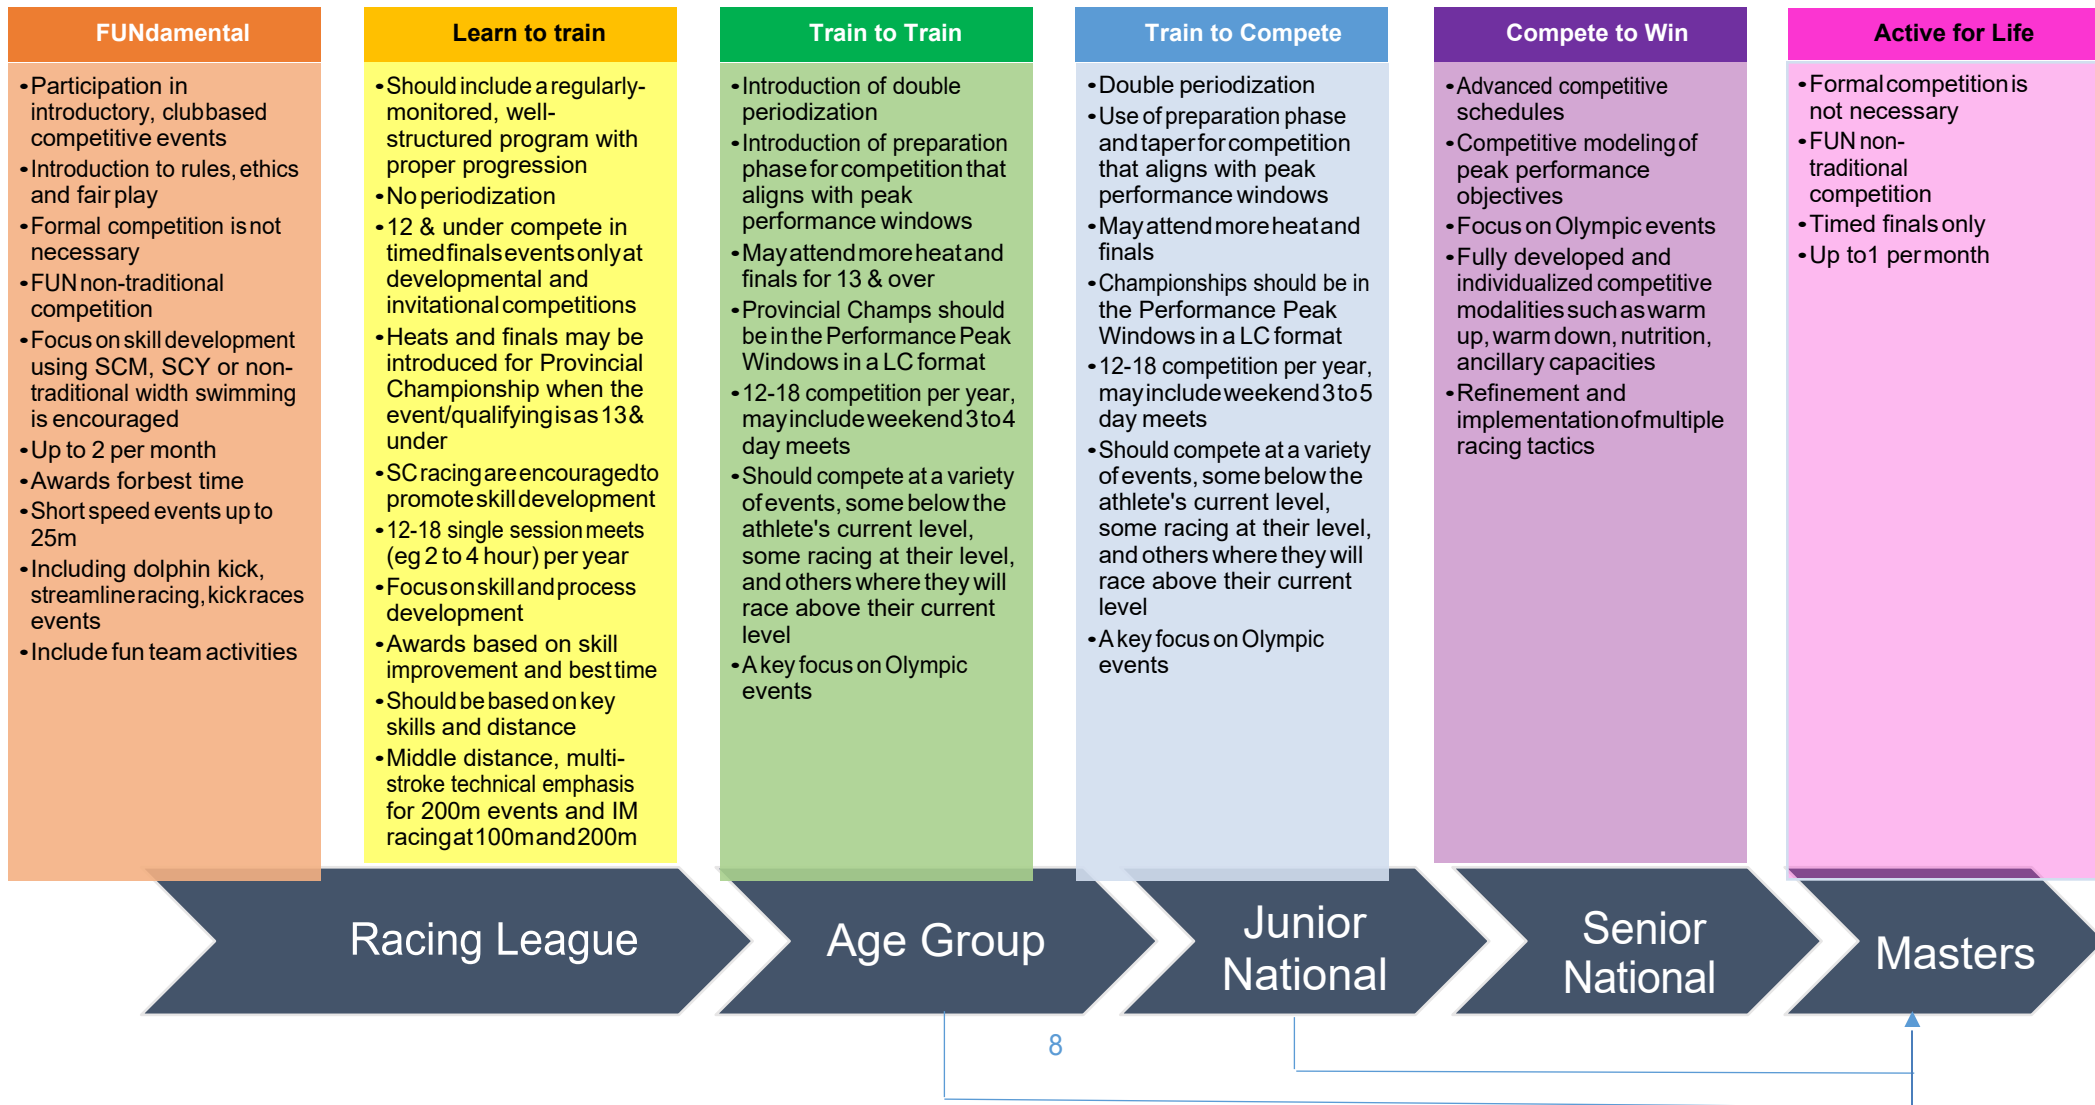 FUNdamental
•Participation in
introductory, clubbased
competitive events
•Introduction to rules, ethics
and fair play
•Formal competition is not
necessary
•FUN non-traditional
competition
•Focus on skill development
using SCM, SCY or non-
traditional width swimming
is encouraged
•Up to 2 per month
•Awards for best time
•Short speed events up to
25m
•Including dolphin kick,
streamline racing, kick races
events
•Include fun team activities
Learn to train
•Should include a regularly-
monitored, well-
structured program with
proper progression
•No periodization
•12 & under compete in
timed finals events only at
developmental and
invitational competitions
•Heats and finals may be
introduced for Provincial
Championship when the
event/qualifying is as 13 &
under
•SC racing are encouraged to
promote skill development
•12-18 single session meets
(eg 2 to 4 hour) per year
•Focus on skill and process
development
•Awards based on skill
improvement and best time
•Should be based on key
skills and distance
•Middle distance, multi-
stroke technical emphasis
for 200m events and IM
racing at 100m and 200m
Train to Train
•Introduction of double
periodization
•Introduction of preparation
phase for competition that
aligns with peak
performance windows
•May attend more heat and
finals for 13 & over
•Provincial Champs should
be in the Performance Peak
Windows in a LC format
•12-18 competition per year,
may include weekend 3 to 4
day meets
•Should compete at a variety
of events, some below the
athlete's current level,
some racing at their level,
and others where they will
race above their current
level
•A key focus on Olympic
events
Train to Compete
•Double periodization
•Use of preparation phase
and taper for competition
that aligns with peak
performance windows
•May attend more heat and
finals
•Championships should be in
the Performance Peak
Windows in a LC format
•12-18 competition per year,
may include weekend 3 to 5
day meets
•Should compete at a variety
of events, some below the
athlete's current level,
some racing at their level,
and others where they will
race above their current
level
•A key focus on Olympic
events
Compete to Win
•Advanced competitive
schedules
•Competitive modeling of
peak performance
objectives
•Focus on Olympic events
•Fully developed and
individualized competitive
modalities such as warm
up, warm down, nutrition,
ancillary capacities
•Refinement and
implementation of multiple
racing tactics
Active for Life
•Formal competition is
not necessary
•FUN non-
traditional
competition
•Timed finals only
•Up to 1 per month
Racing League
Age Group
Junior
National
Senior
National
Masters
8